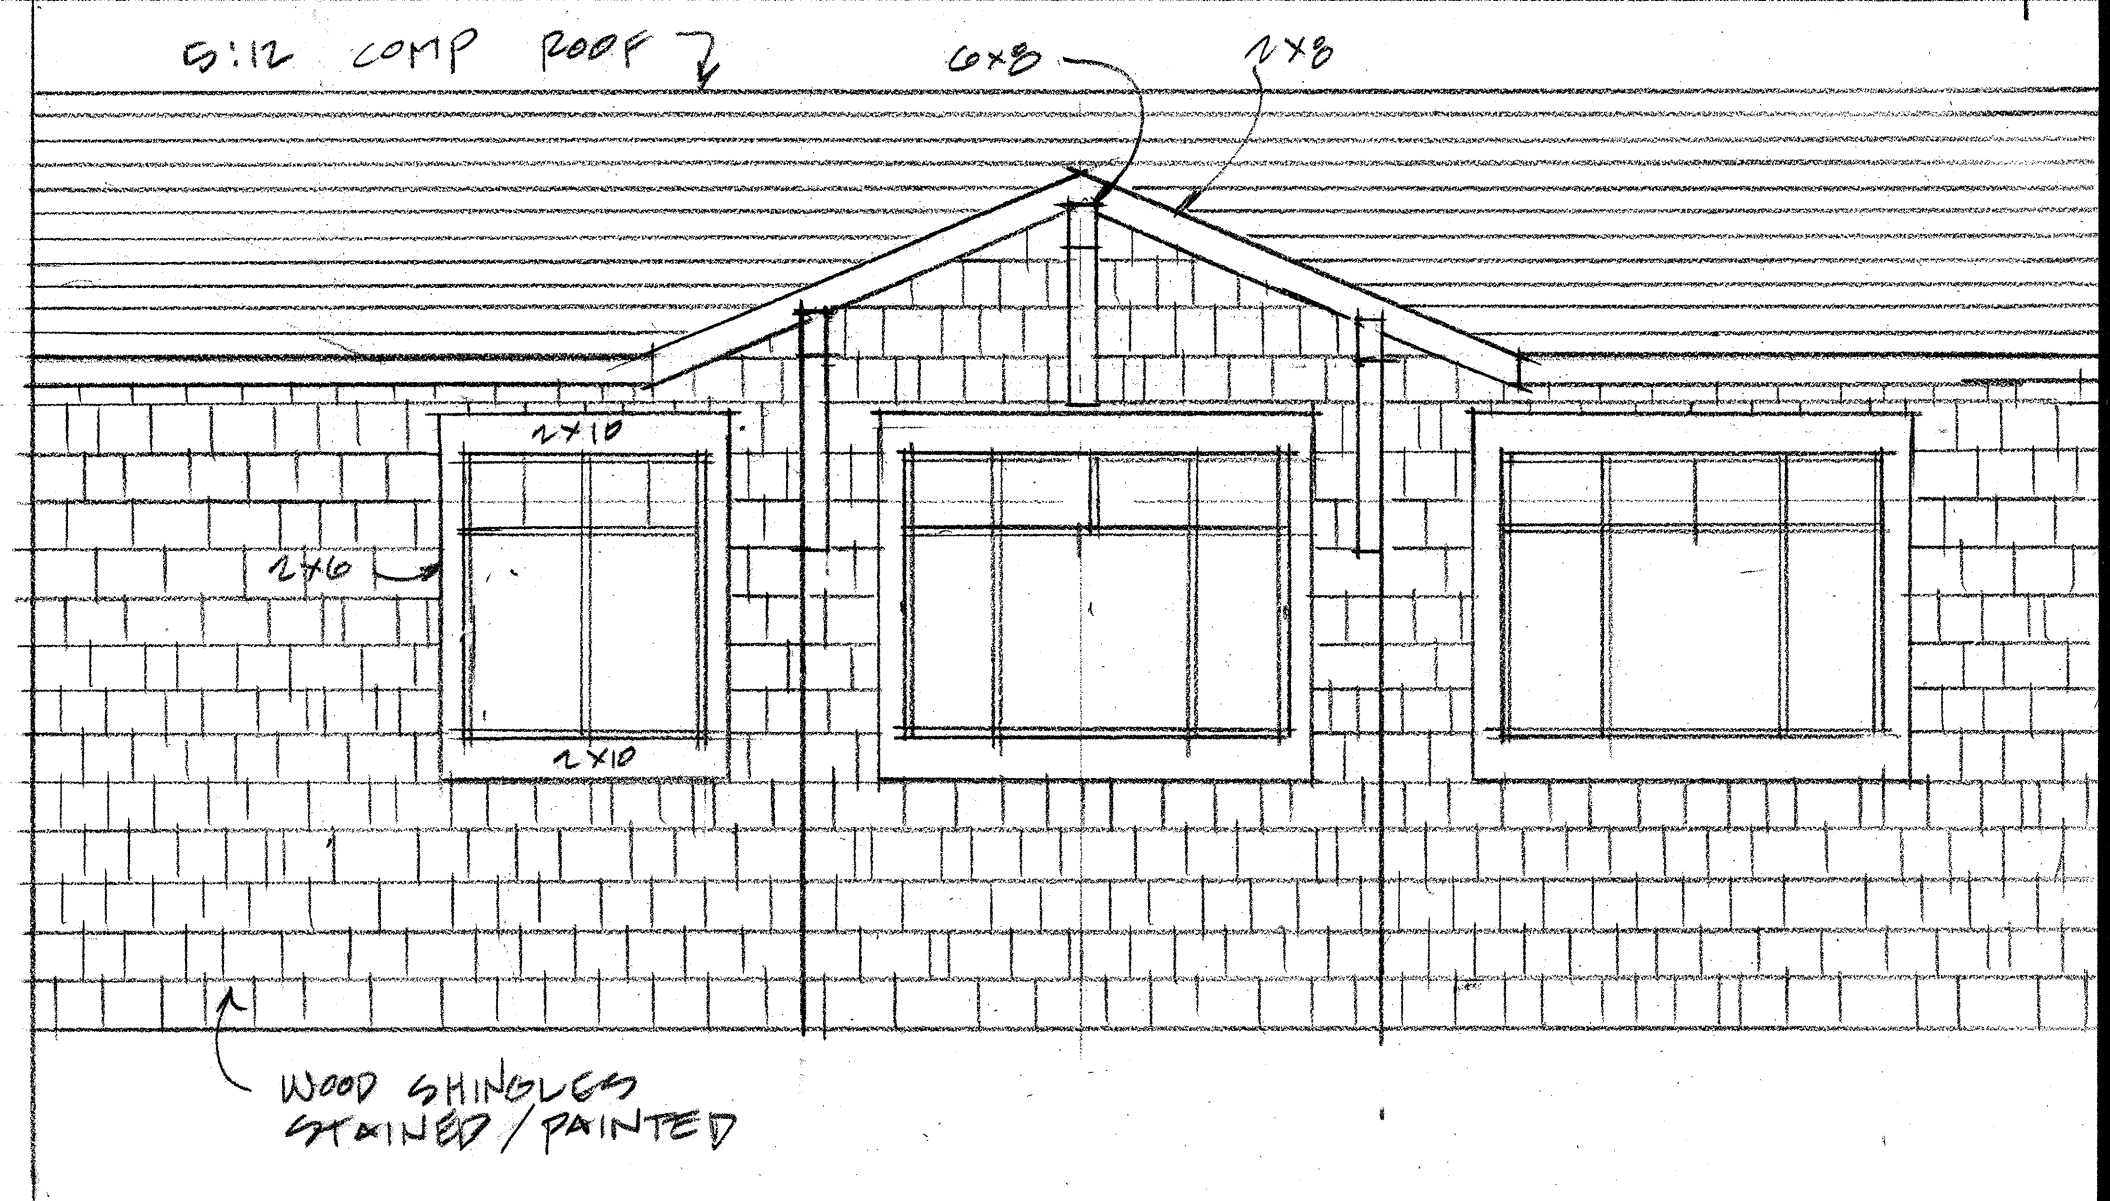 5:12 COMP ROOF
6x8
2x8
2x10
2x6
2x10
WOOD SHINGLES
STAINED/PAINTED